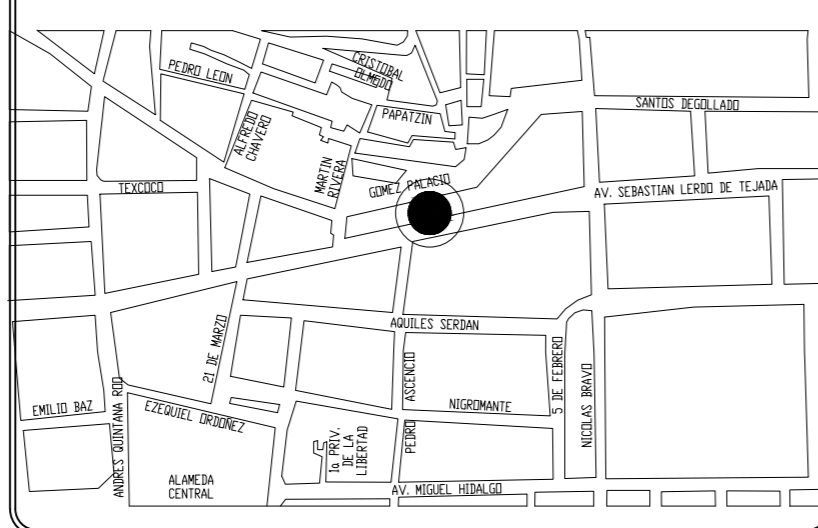 CRISTOBAL
OLMEDO
PEDRO LEON
SANTOS DEGOLLADO
PAPATZIN
ALFREDO
CHAVERO
MARTIN
RIVERA
GOMEZ PALACIO
TEXCOCO
AV. SEBASTIAN LERDO DE TEJADA
21 DE MARZO
AQUILES SERDAN
ASCENCIO
5 DE FEBRERO
NICOLAS BRAVO
EMILIO BAZ
ANDRES QUINTANA ROO
EZEQUIEL ORDOÑEZ
NIGROMANTE
1a PRIV.
DE LA
LIBERTAD
PEDRO
ALAMEDA
CENTRAL
AV. MIGUEL HIDALGO